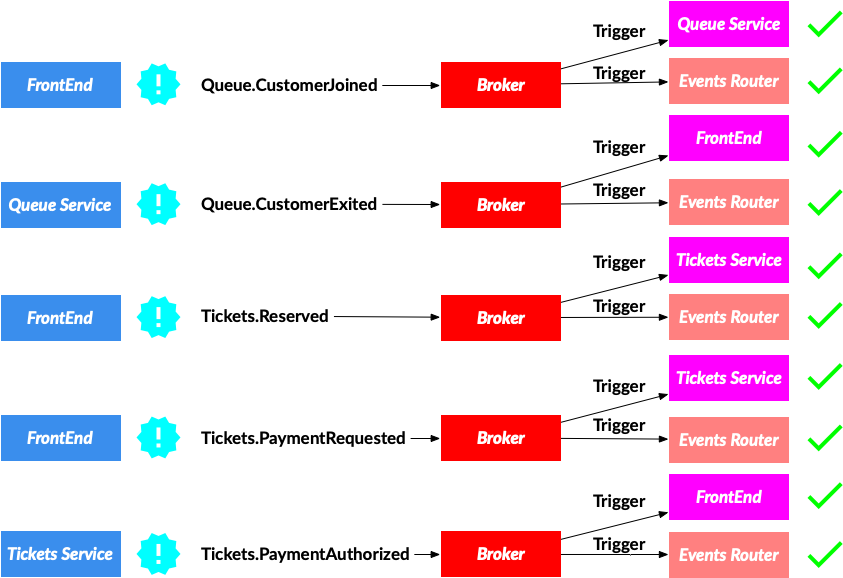 Trigger
Queue Service
FrontEnd
!
Queue.CustomerJoined
Broker
Trigger
Events Router
Trigger
FrontEnd
Queue Service
!
Queue.CustomerExited
Broker
Trigger
Events Router
Trigger
Tickets Service
FrontEnd
!
Tickets.Reserved
Broker
Trigger
Events Router
Trigger
Tickets Service
FrontEnd
!
Tickets.PaymentRequested
Broker
Trigger
Events Router
Trigger
FrontEnd
Tickets Service
!
Tickets.PaymentAuthorized
Broker
Trigger
Events Router